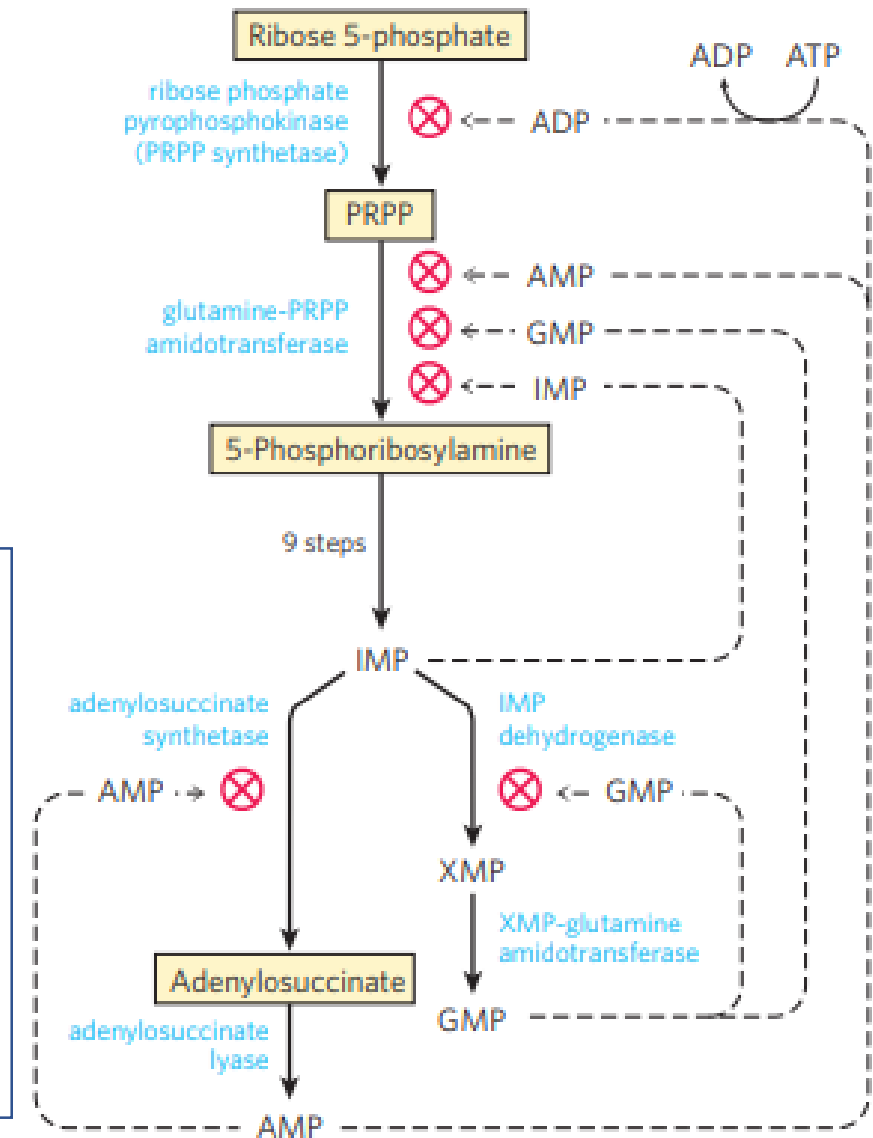 Ribose 5-phosphate
ADP ATP
ribose phosphate
pyrophosphokinase
(PRPP synthetase)
ADP
PRPP
AMP
glutamine-PRPP
amidotransferase
GMP
IMP
5-Phosphoribosylamine
9 steps
IMP
adenylosuccinate
synthetase
IMP
dehydrogenase
AMP
GMP
XMP
XMP-glutamine
amidotransferase
Adenylosuccinate
GMP
adenylosuccinate
lyase
AMP